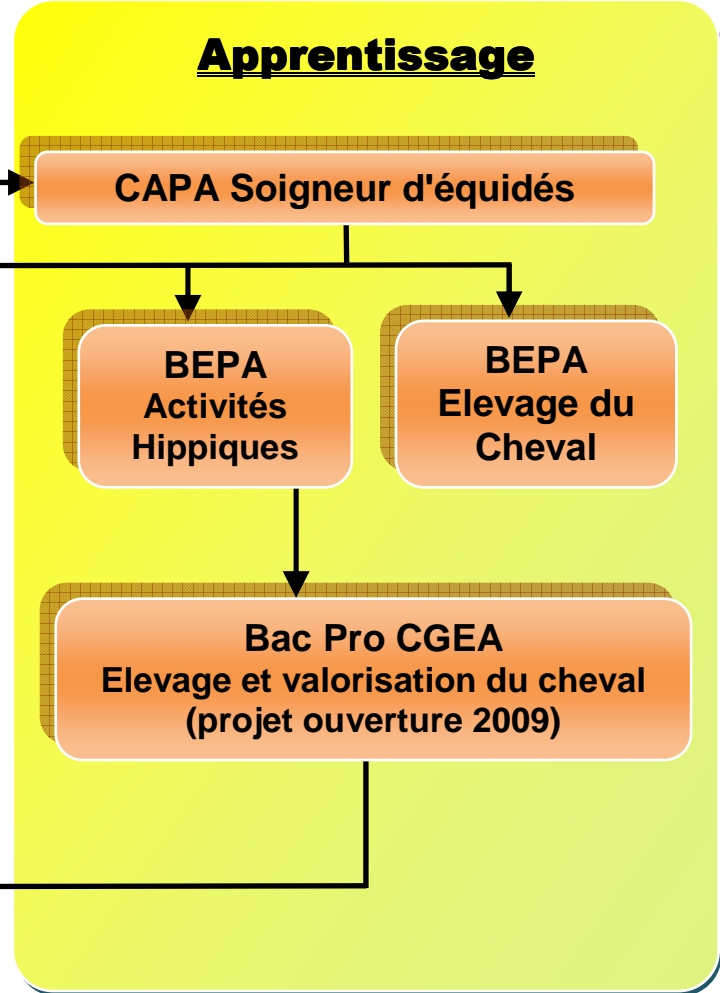 Apprentissage
CAPA Soigneur d'équidés
BEPA
Activités
Hippiques
BEPA
Elevage du
Cheval
Bac Pro CGEA
Elevage et valorisation du cheval
(projet ouverture 2009)